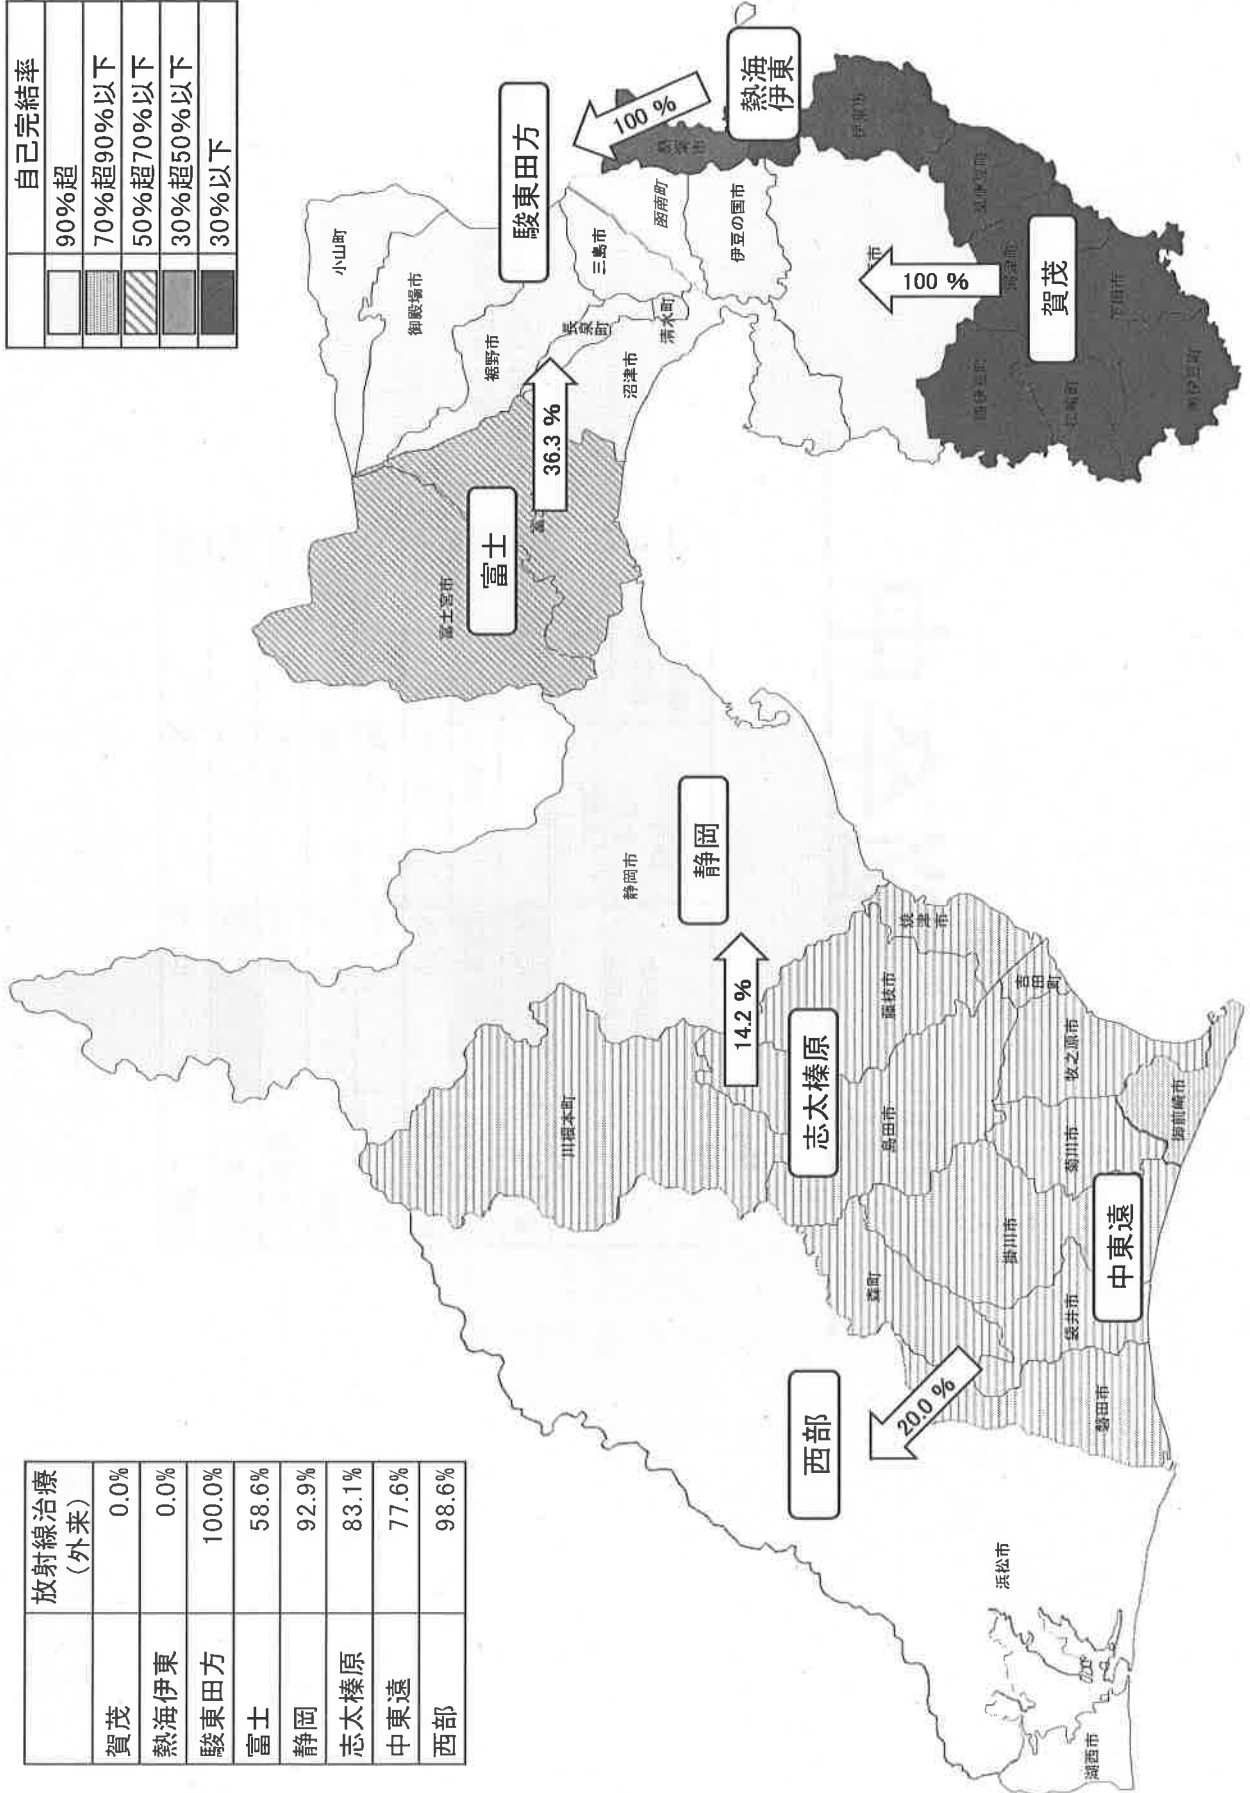 放射線治療
（外来）
賀茂 0.0%
熱海伊東 0.0%
駿東田方 100.0%
富士 58.6%
静岡 92.9%
志太榛原 83.1%
中東遠 77.6%
西部 98.6%
自己完結率
90%超
70%超90%以下
50%超70%以下
30%超50%以下
30%以下
小山町
御殿場市
裾野市
駿東田方
三島市
函南町
長泉町
清水町
沼津市
伊豆の国市
市
熱海
伊東
熱海市
伊東市
100 %
100 %
賀茂
東伊豆町
河津町
下田市
西伊豆町
松崎町
南伊豆町
36.3 %
富士
富士宮市
富士
静岡市
静岡
14.2 %
川根本町
志太榛原
藤枝市
焼津市
島田市
吉田町
牧之原市
御前崎市
菊川市
掛川市
森町
袋井市
中東遠
磐田市
20.0 %
西部
浜松市
湖西市